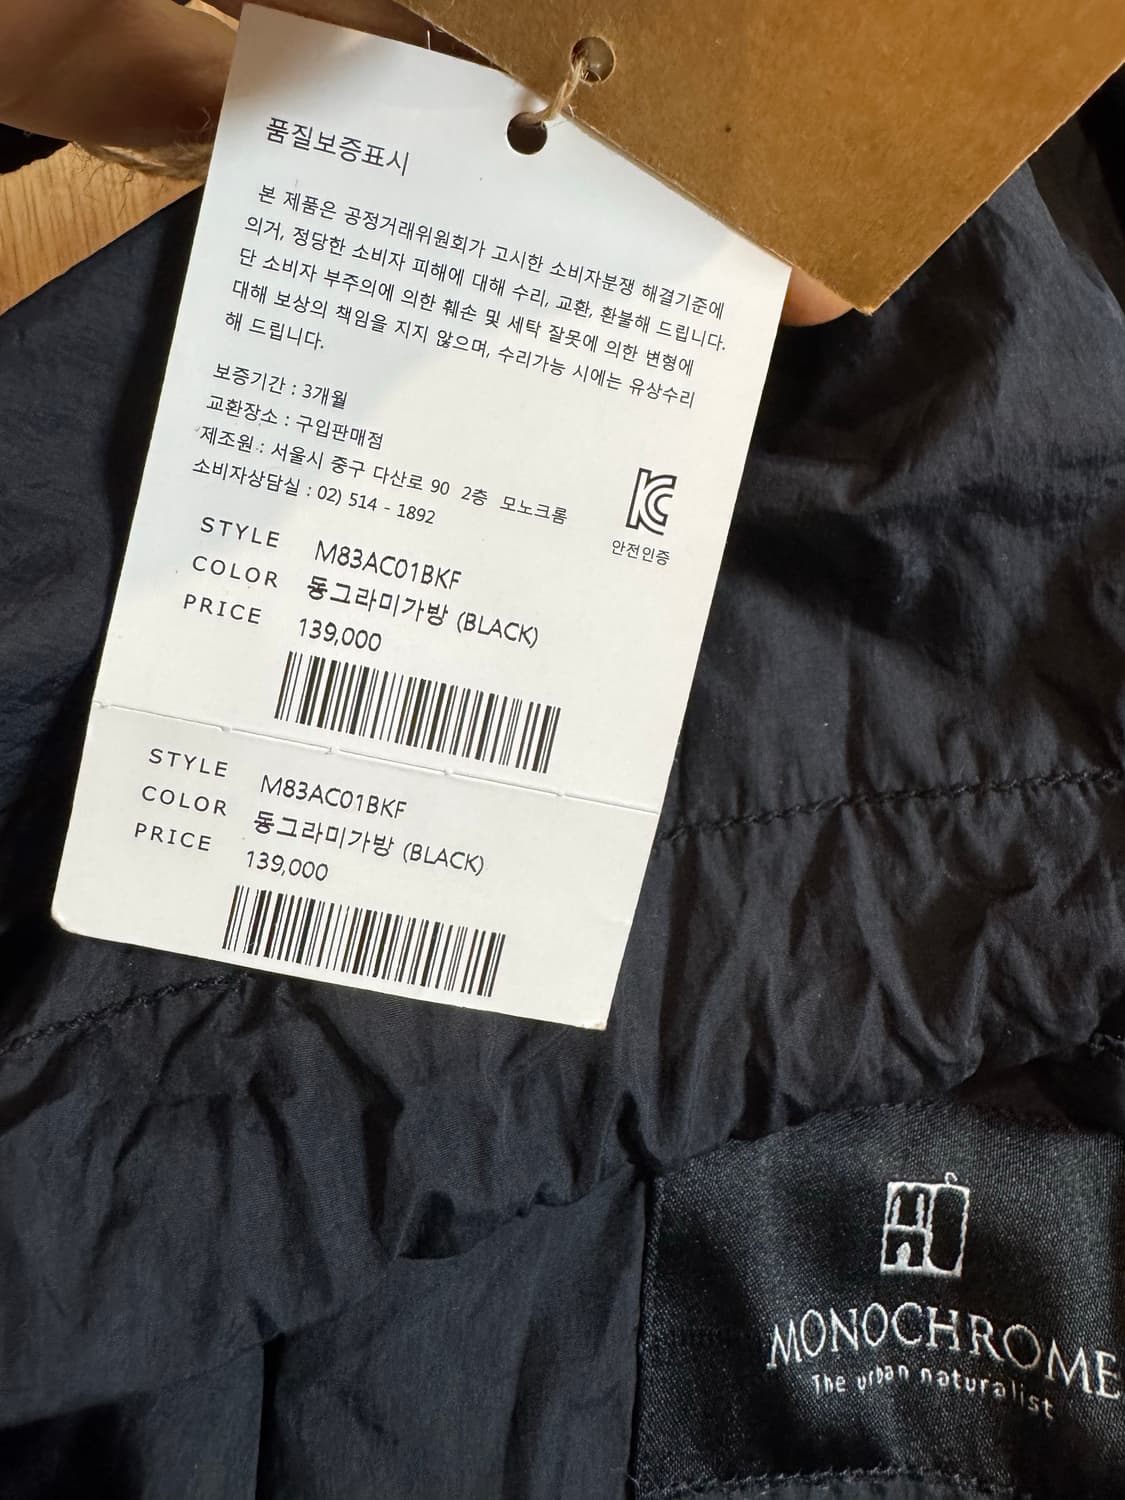 품질보증표시
본 제품은 공정거래위원회가 고시한 소비자분쟁 해결기준에
의거, 정당한 소비자 피해에 대해 수리, 교환, 환불해 드립니다.
단 소비자 부주의에 의한 훼손 및 세탁 잘못에 의한 변형에
대해 보상의 책임을 지지 않으며, 수리가능 시에는 유상수리
해 드립니다.
보증기간 : 3개월
교환장소 : 구입판매점
제조원 : 서울시 중구 다산로 90 2층 모노크롬
소비자상담실 : 02) 514 - 1892
안전인증
STYLE M83AC01BKF
COLOR 동그라미가방 (BLACK)
PRICE 139,000
STYLE M83AC01BKF
COLOR 동그라미가방 (BLACK)
PRICE 139,000
MONOCHROME
The urban naturalist